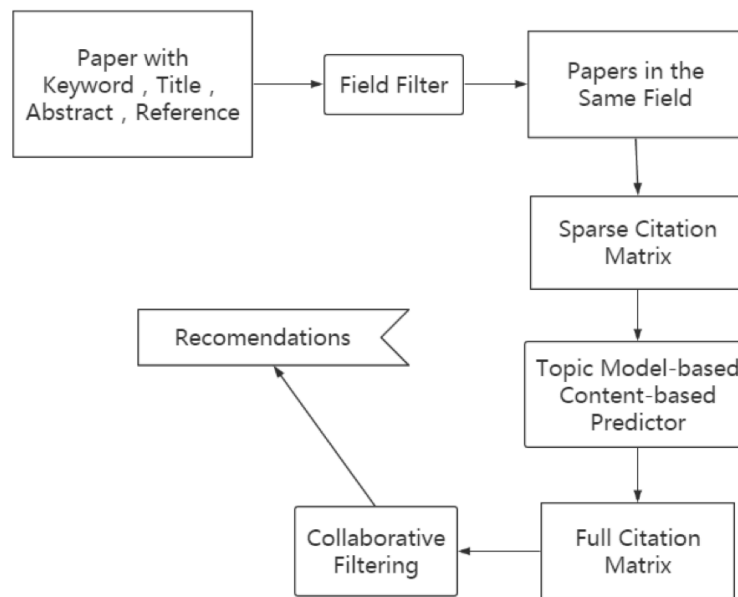 Paper with
Keyword , Title ,
Abstract , Reference
Field Filter
Papers in the
Same Field
Sparse Citation
Matrix
Topic Model-based
Content-based
Predictor
Full Citation
Matrix
Collaborative
Filtering
Recomendations